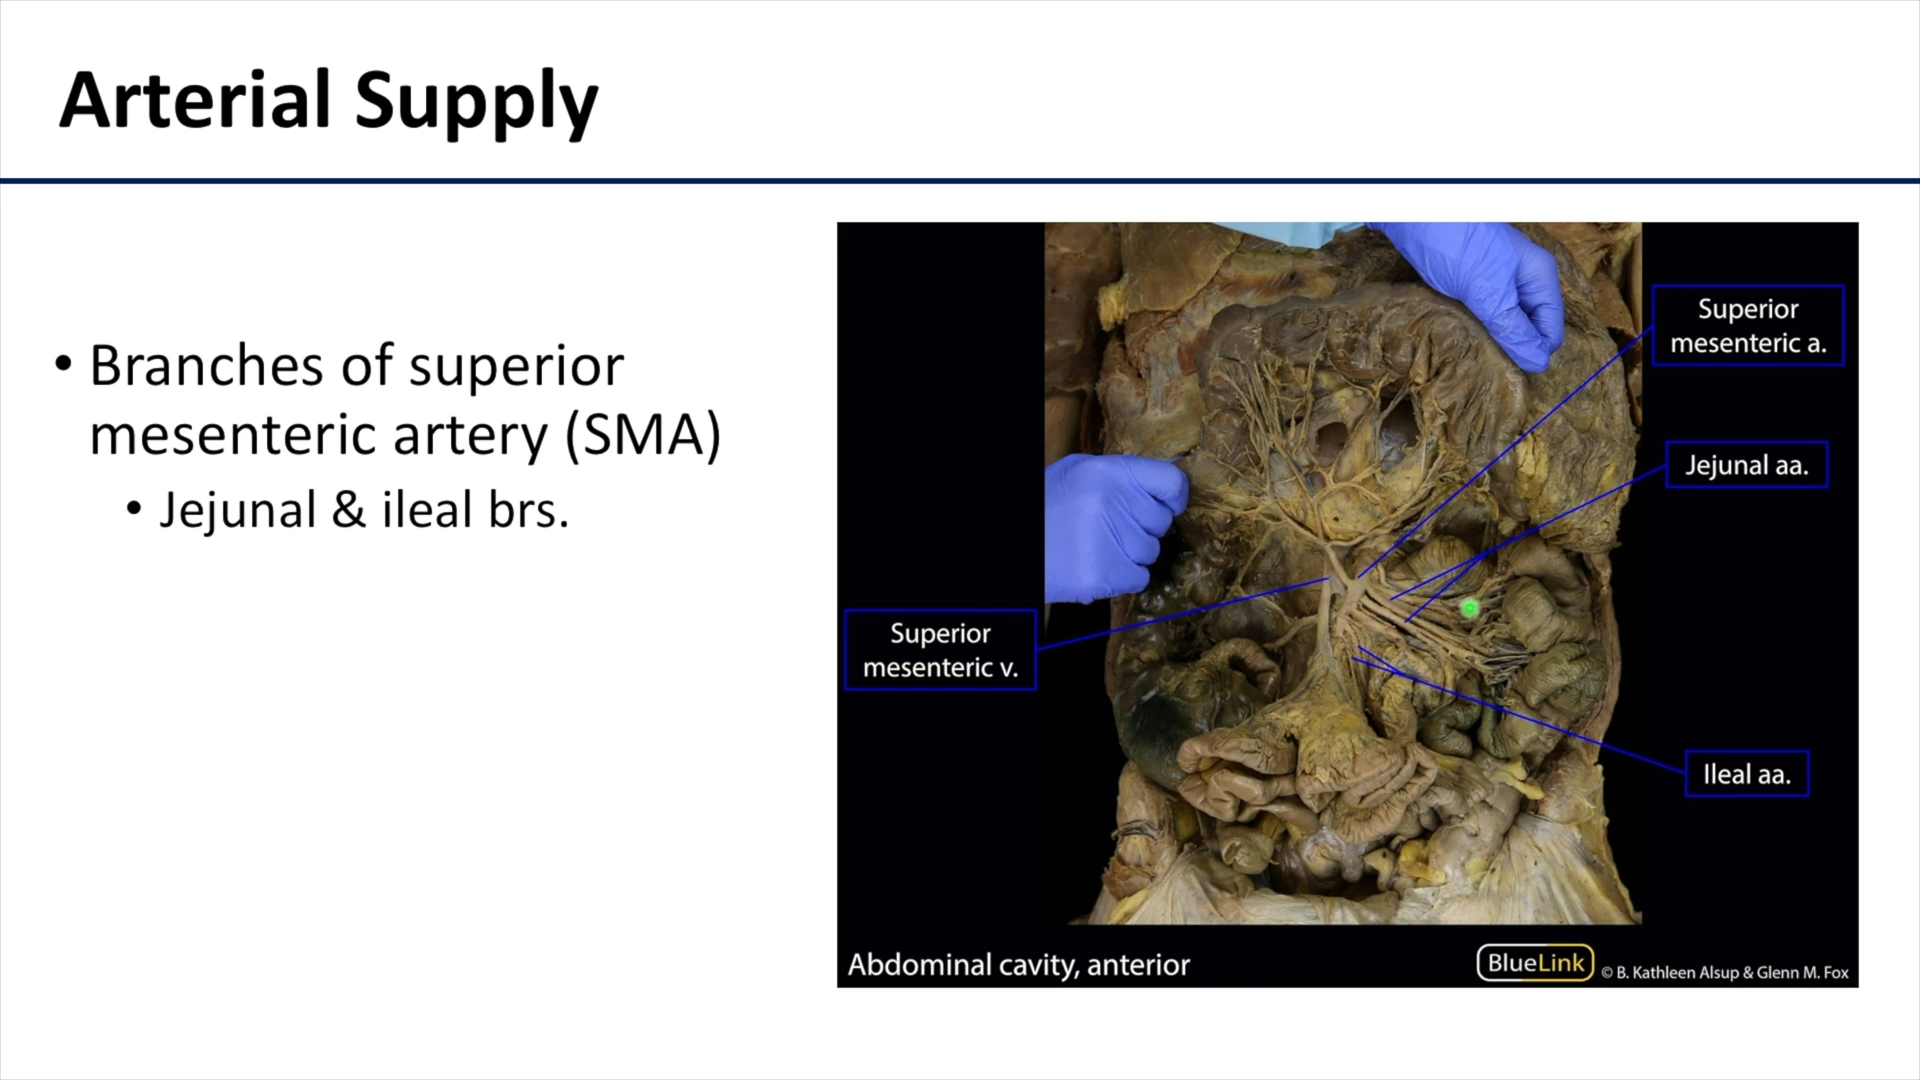 Arterial Supply
• Branches of superior
mesenteric artery (SMA)
• Jejunal & ileal brs.
Superior
mesenteric a.
Jejunal aa.
Superior
mesenteric v.
Ileal aa.
Abdominal cavity, anterior
BlueLink
© B. Kathleen Alsup & Glenn M. Fox